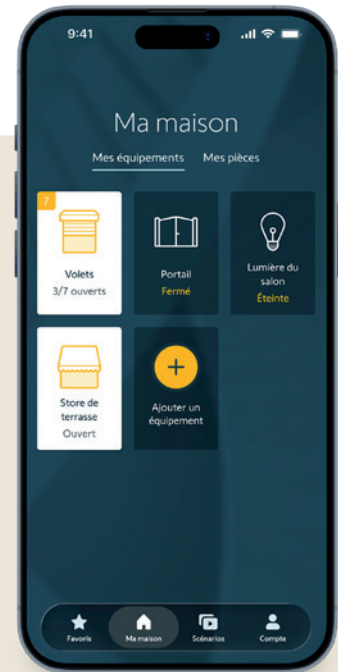 9:41
Ma maison
Mes équipements Mes pièces
7
Volets
3/7 ouverts
Portail
Fermé
Lumière du
salon
Éteinte
Store de
terrasse
Ouvert
Ajouter un
équipement
Favoris Ma maison Scénarios Compte